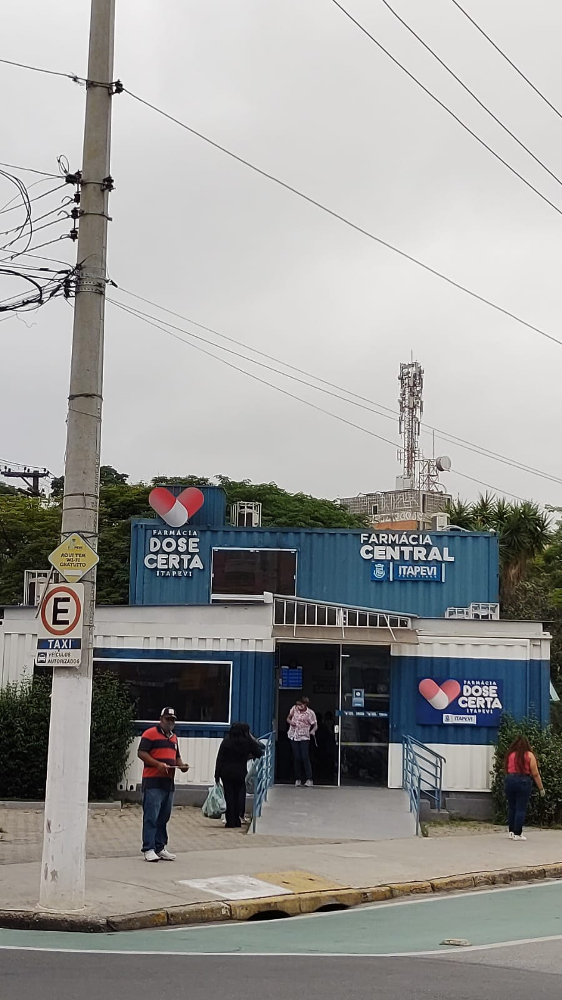 FARMÁCIA
DOSE
CERTA
ITAPEVI
FARMÁCIA
CENTRAL
ITAPEVI
PREFEITURA
AQUI TEM
WI-FI
GRATUITO
E
TAXI
VEÍCULOS
AUTORIZADOS
FARMÁCIA
DOSE
CERTA
ITAPEVI
ITAPEVI